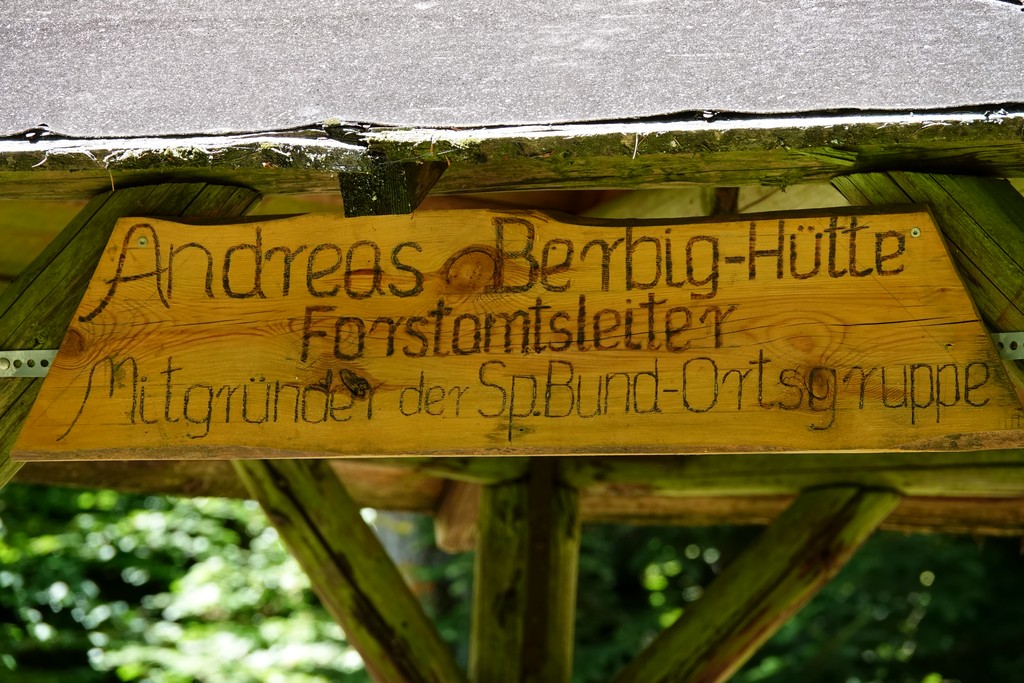 Andreas Berbig-Hütte
Forstamtsleiter
Mitgründer der Sp.Bund-Ortsgruppe